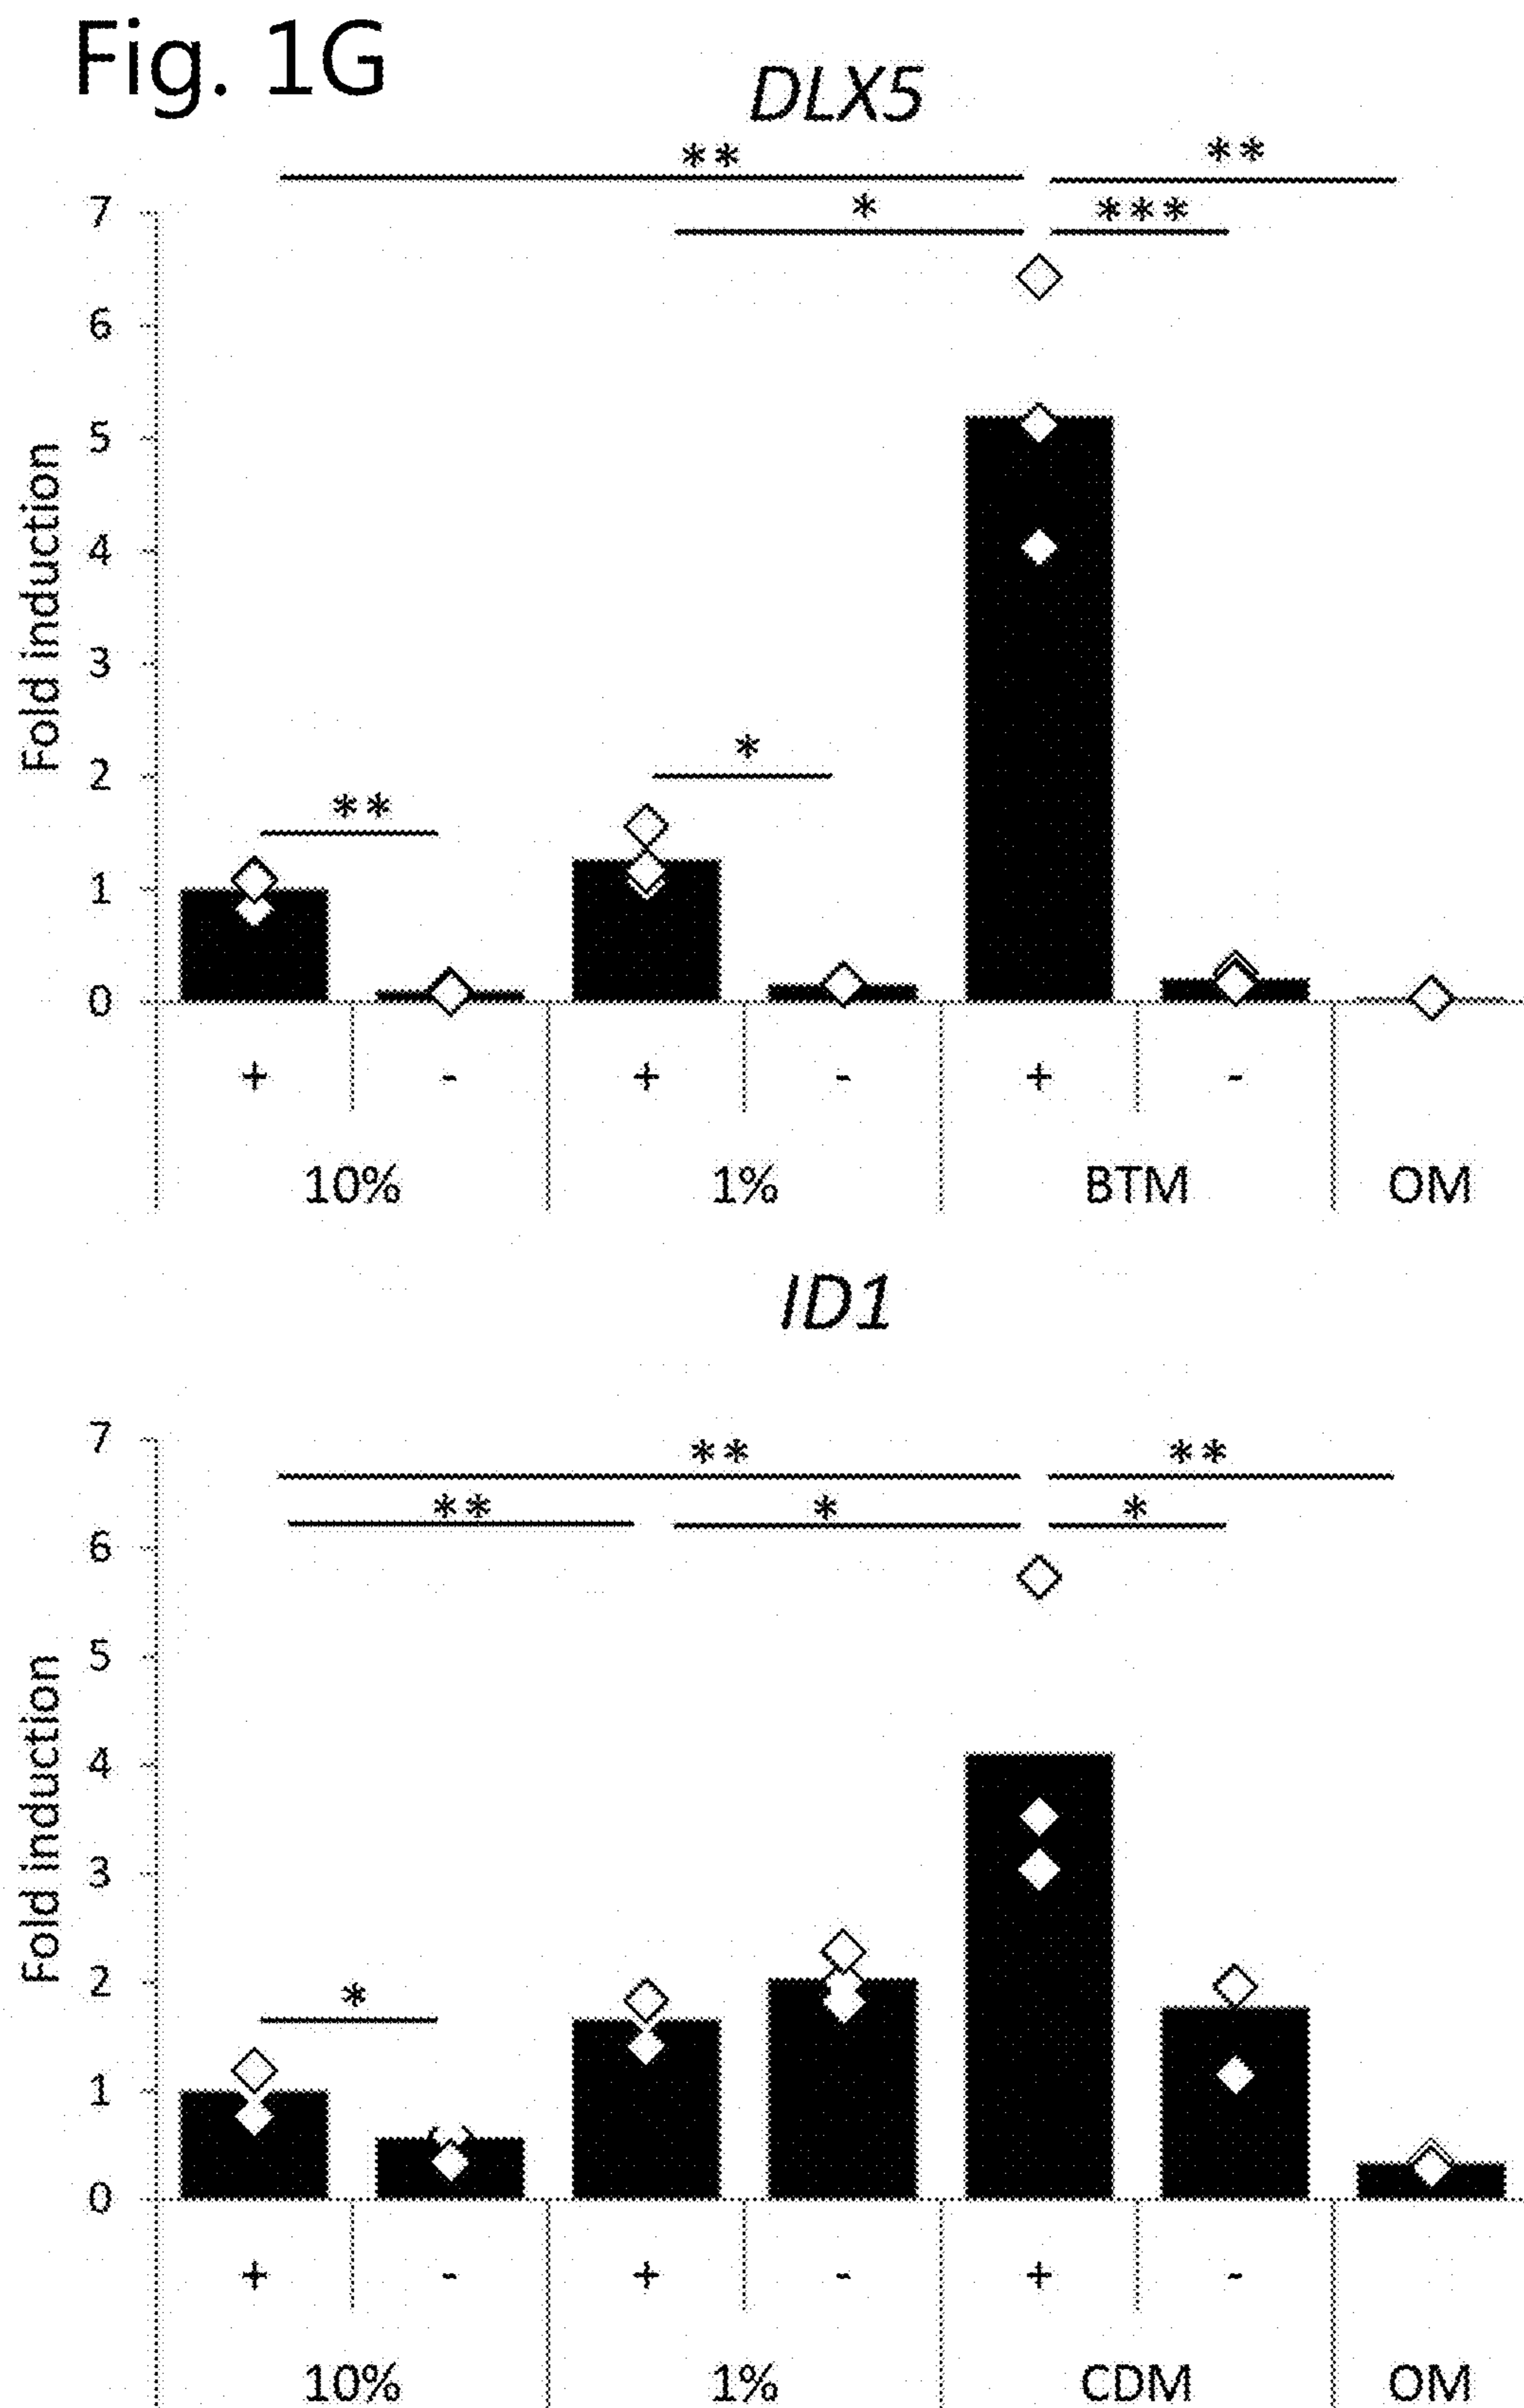 Fig. 1G
DLX5
** **
* ***
7
6
5
4
3
2
1
0
Fold induction
** *
+ - + - + -
10% 1% BTM OM
ID1
** **
** * *
7
6
5
4
3
2
1
0
Fold induction
*
+ - + - + -
10% 1% CDM OM